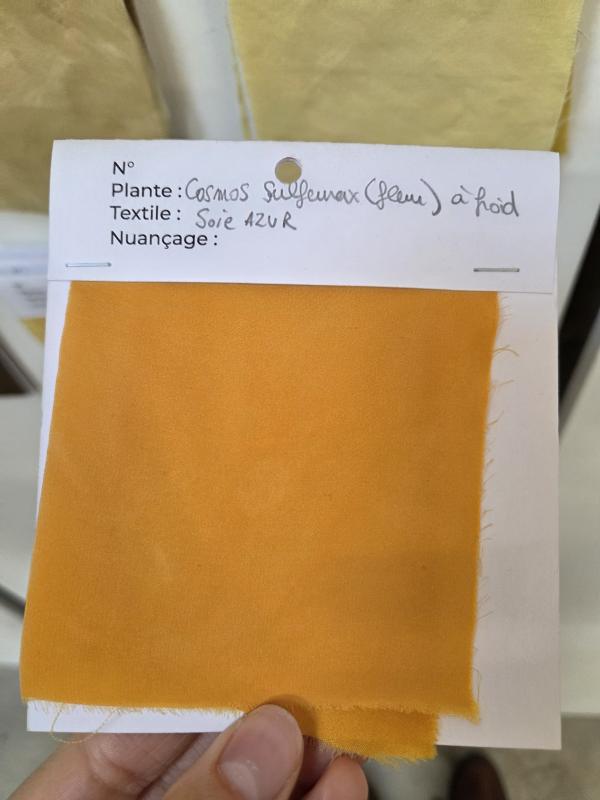 N°
Plante : Cosmos Sulfureux (fleur) à froid
Textile : Soie AZUR
Nuançage :